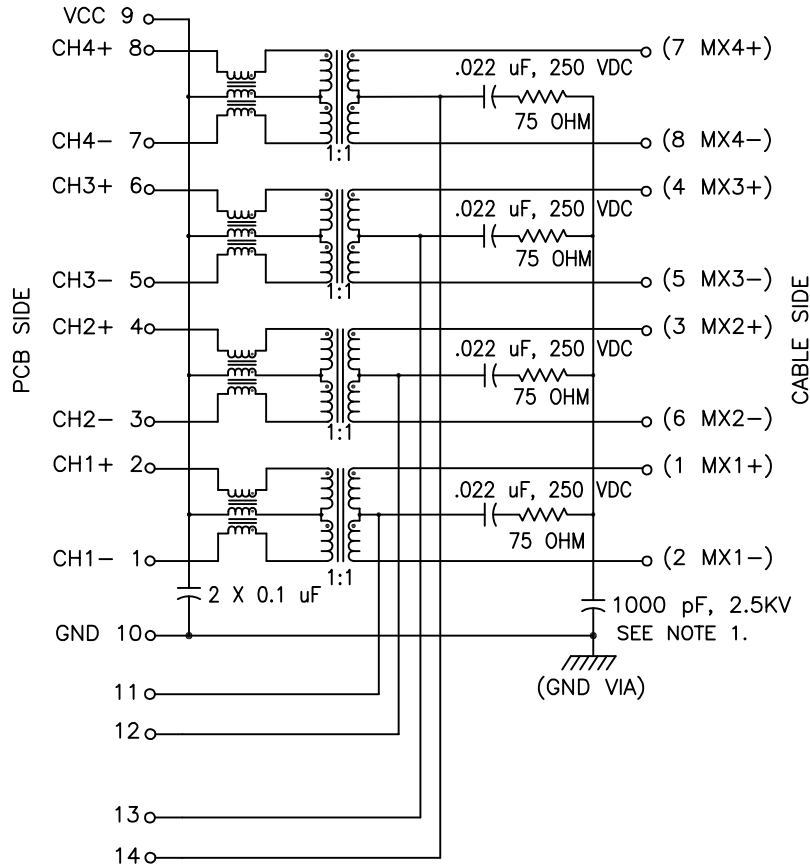 VCC 9
CH4+ 8
(7 MX4+)
.022 uF, 250 VDC
75 OHM
CH4- 7
1:1
(8 MX4-)
CH3+ 6
(4 MX3+)
.022 uF, 250 VDC
75 OHM
CH3- 5
1:1
(5 MX3-)
PCB SIDE
CABLE SIDE
CH2+ 4
(3 MX2+)
.022 uF, 250 VDC
75 OHM
CH2- 3
1:1
(6 MX2-)
CH1+ 2
(1 MX1+)
.022 uF, 250 VDC
75 OHM
CH1- 1
1:1
(2 MX1-)
2 X 0.1 uF
1000 pF, 2.5KV
GND 10
SEE NOTE 1.
(GND VIA)
11
12
13
14